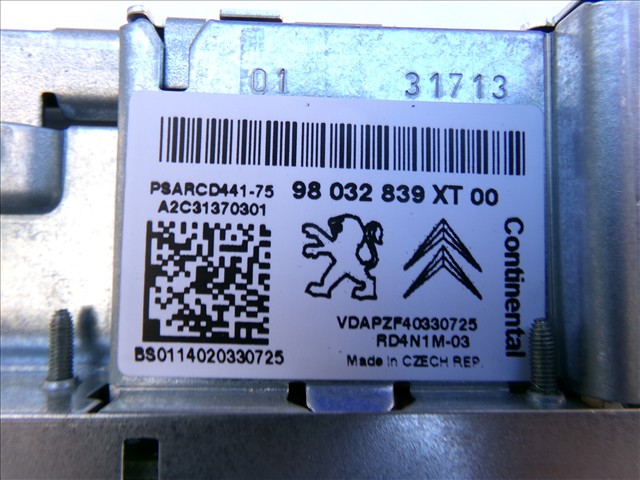 01 31713
PSARCD441-75 98 032 839 XT 00
A2C31370301
Continental
VDAPZF40330725
RD4N1M-03
BS0114020330725 Made in CZECH REP.